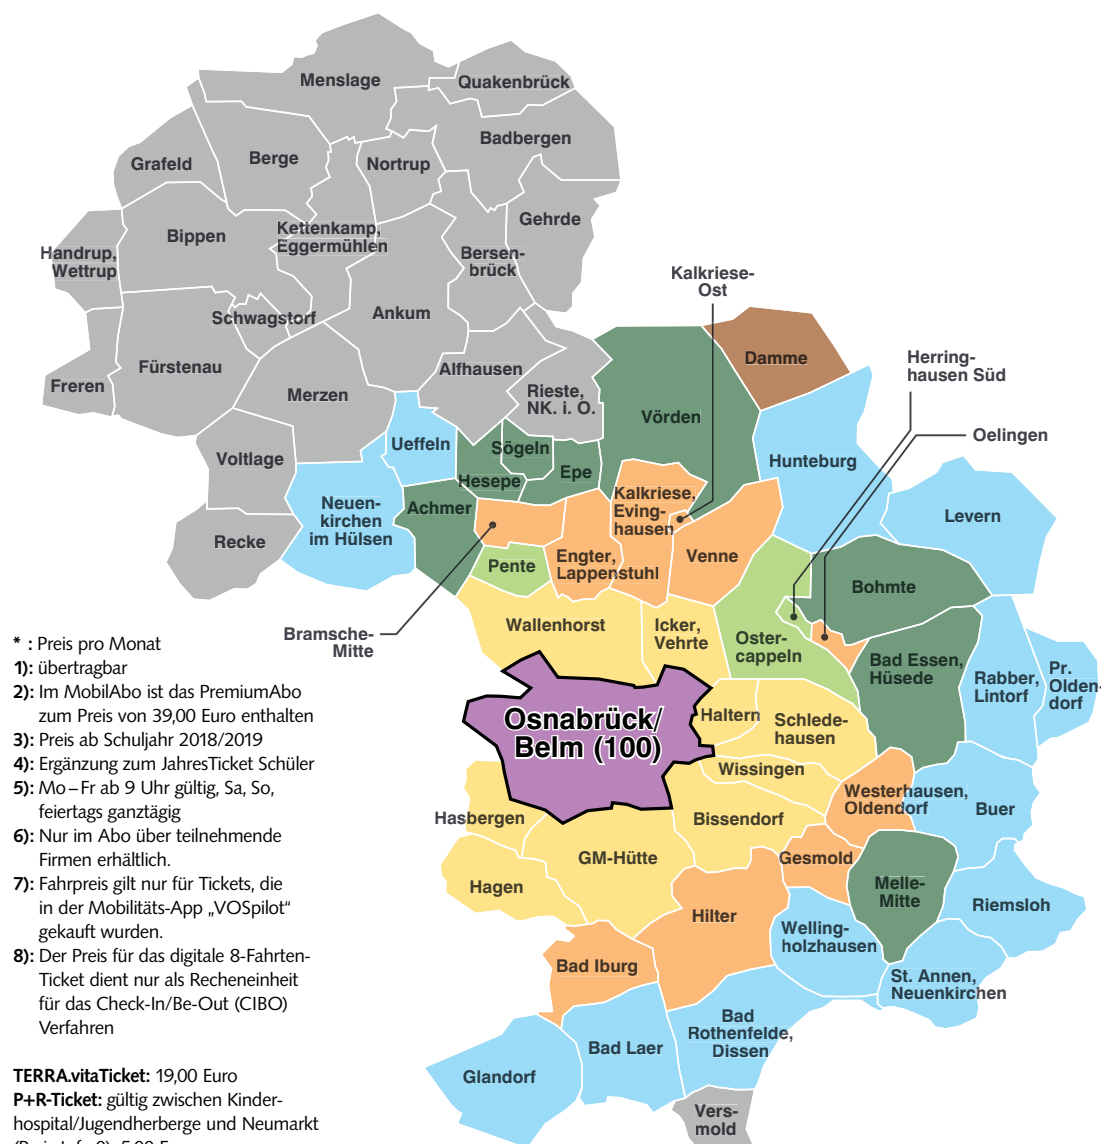 Menslage
Quakenbrück
Badbergen
Grafeld
Berge
Nortrup
Gehrde
Bippen
Kettenkamp,
Eggermühlen
Handrup,
Wettrup
Bersen-
brück
Schwagstorf
Ankum
Kalkriese-
Ost
Fürstenau
Freren
Alfhausen
Merzen
Rieste,
NK. i. O.
Damme
Herring-
hausen Süd
Vörden
Oelingen
Ueffeln
Sögeln
Voltlage
Hunteburg
Hesepe
Epe
Neuen-
kirchen
im Hülsen
Achmer
Kalkriese,
Eving-
hausen
Levern
Recke
Engter,
Lappenstuhl
Venne
Pente
Bohmte
Bramsche-
Mitte
Wallenhorst
Icker,
Vehrte
Oster-
cappeln
Bad Essen,
Hüsede
Rabber,
Lintorf
Pr.
Olden-
dorf
Osnabrück/
Belm (100)
Haltern
Schlede-
hausen
Wissingen
Westerhausen,
Oldendorf
Buer
Hasbergen
Bissendorf
GM-Hütte
Gesmold
Hagen
Melle-
Mitte
Riemsloh
Hilter
Welling-
holzhausen
Bad Iburg
St. Annen,
Neuenkirchen
Bad
Rothenfelde,
Dissen
Bad Laer
Glandorf
Vers-
mold
* : Preis pro Monat
1): übertragbar
2): Im MobilAbo ist das PremiumAbo
zum Preis von 39,00 Euro enthalten
3): Preis ab Schuljahr 2018/2019
4): Ergänzung zum JahresTicket Schüler
5): Mo – Fr ab 9 Uhr gültig, Sa, So,
feiertags ganztägig
6): Nur im Abo über teilnehmende
Firmen erhältlich.
7): Fahrpreis gilt nur für Tickets, die
in der Mobilitäts-App „VOSpilot“
gekauft wurden.
8): Der Preis für das digitale 8-Fahrten-
Ticket dient nur als Recheneinheit
für das Check-In/Be-Out (CIBO)
Verfahren
TERRA.vitaTicket: 19,00 Euro
P+R-Ticket: gültig zwischen Kinder-
hospital/Jugendherberge und Neumarkt